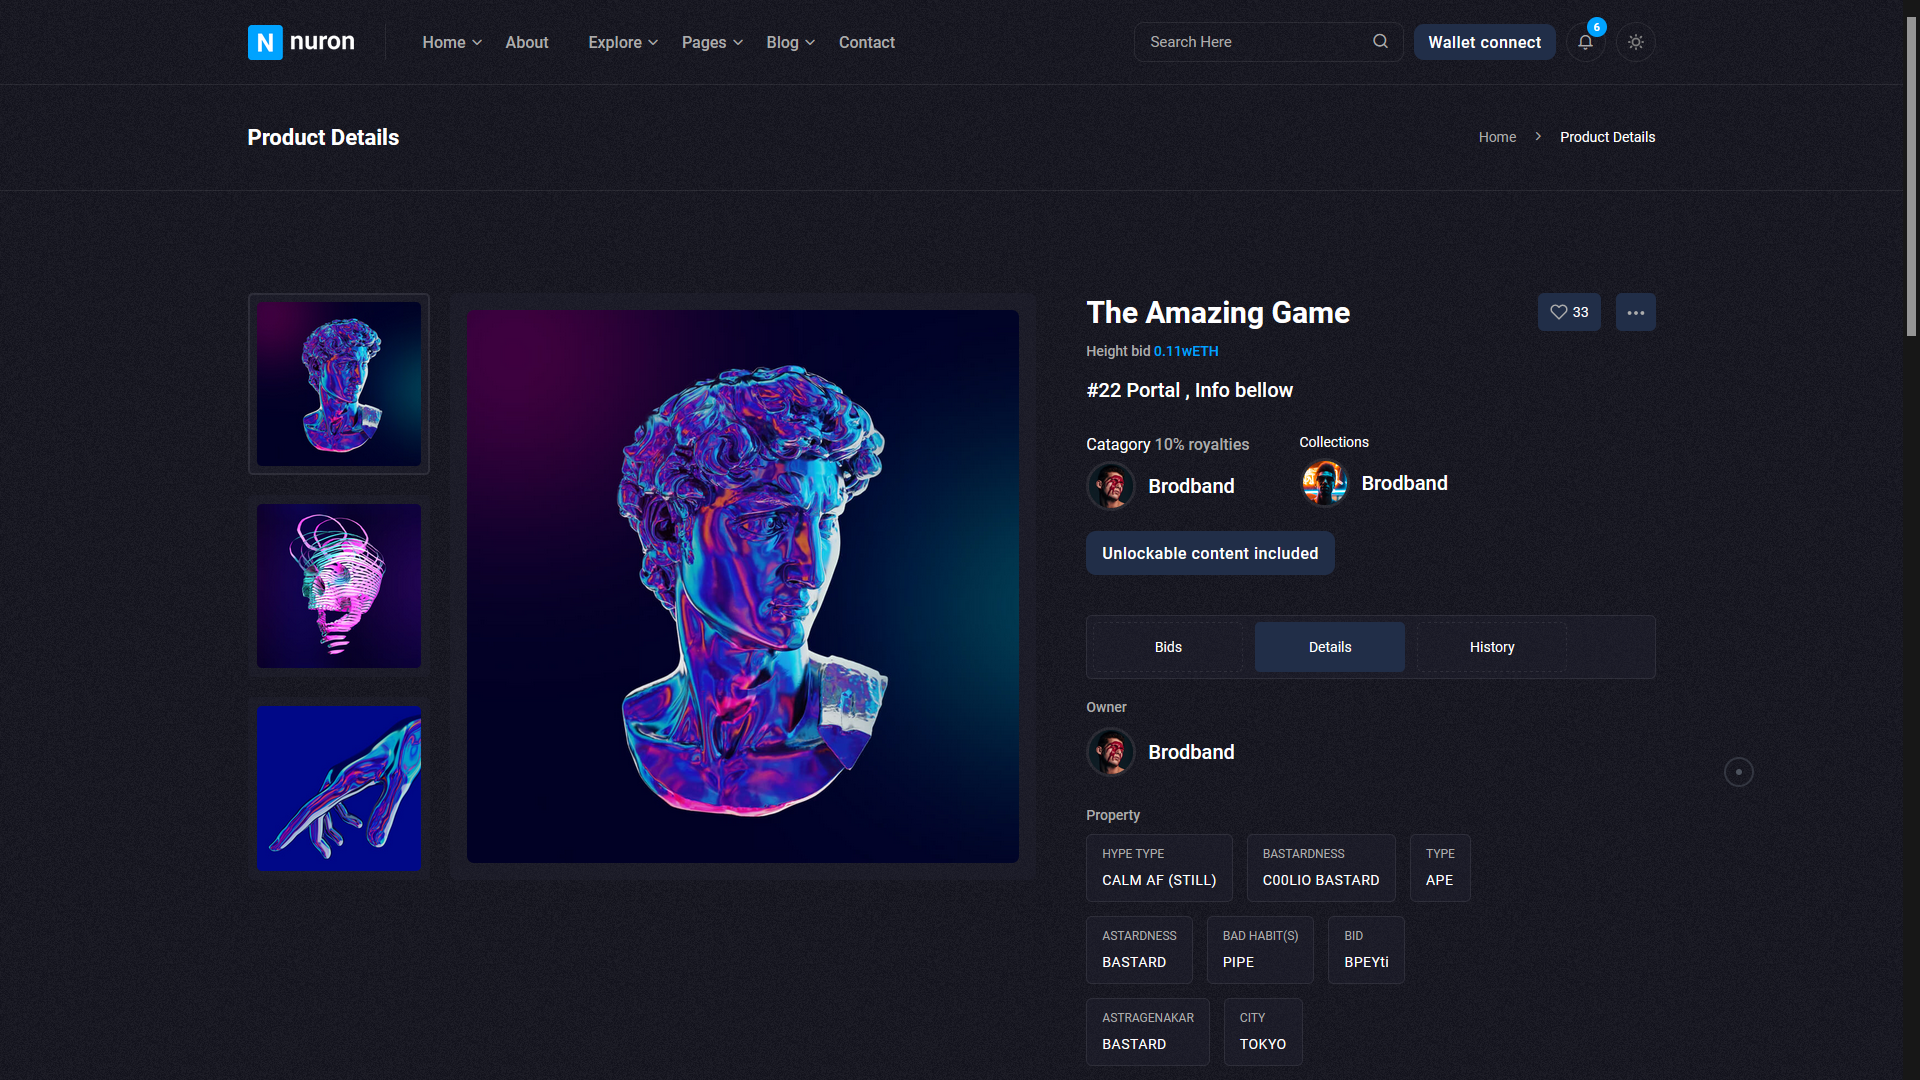 N nuron
Home
About
Explore
Pages
Blog
Contact
Search Here
Wallet connect
6
Product Details
Home
Product Details
The Amazing Game
33
Height bid 0.11wETH
#22 Portal , Info bellow
Catagory 10% royalties
Collections
Brodband
Brodband
Unlockable content included
Bids
Details
History
Owner
Brodband
Property
HYPE TYPE
CALM AF (STILL)
BASTARDNESS
C00LIO BASTARD
TYPE
APE
ASTARDNESS
BASTARD
BAD HABIT(S)
PIPE
BID
BPEYti
ASTRAGENAKAR
BASTARD
CITY
TOKYO